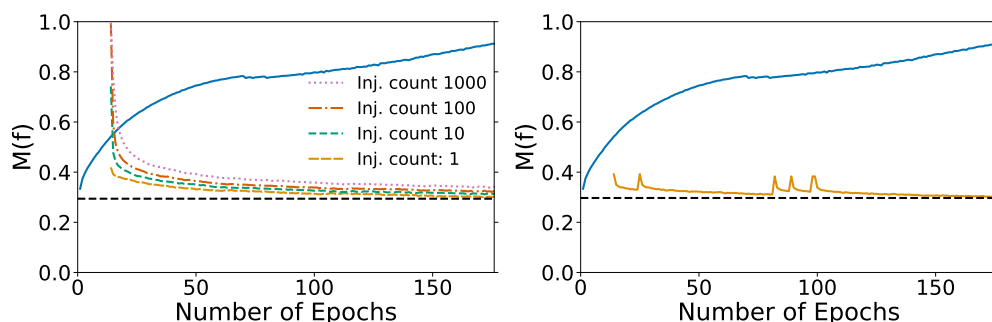 1.0
0.8
0.6
0.4
0.2
0.0
M(f)
0 50 100 150
Number of Epochs
Inj. count 1000
Inj. count 100
Inj. count 10
Inj. count: 1
1.0
0.8
0.6
0.4
0.2
0.0
M(f)
0 50 100 150
Number of Epochs